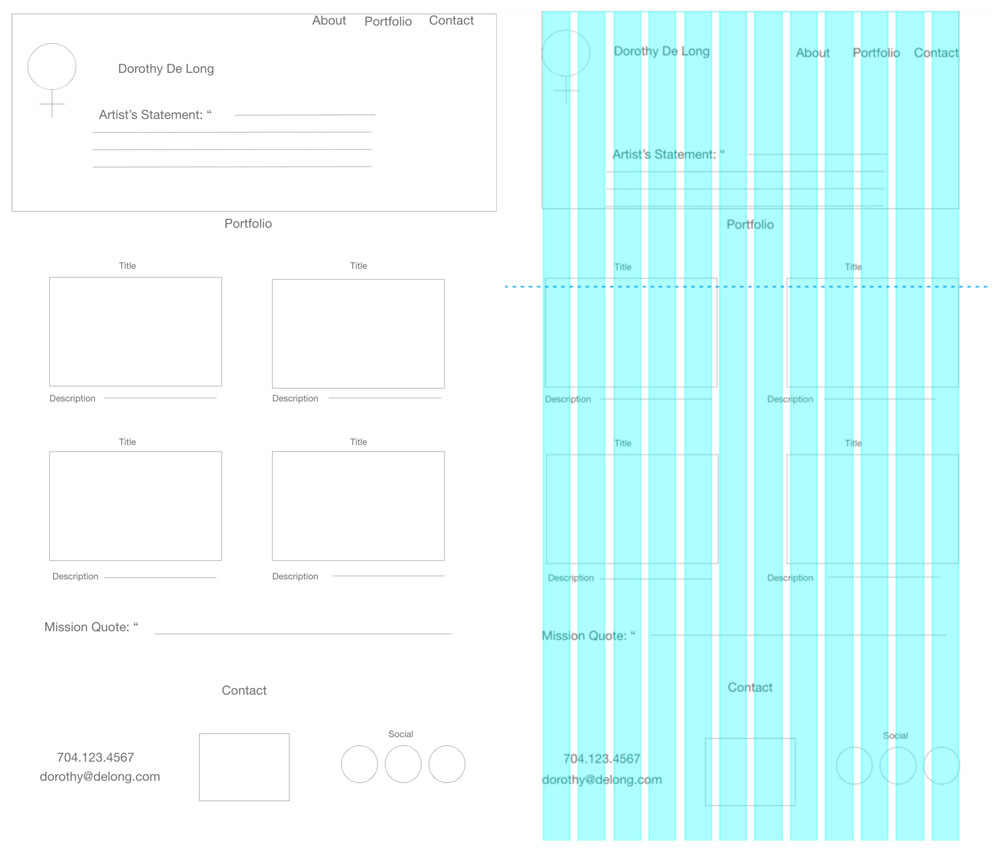 About Portfolio Contact
Dorothy De Long
Artist's Statement: “
Portfolio
Title Title
Description Description
Title Title
Description Description
Mission Quote: “
Contact
Social
704.123.4567
dorothy@delong.com
Dorothy De Long About Portfolio Contact
Artist's Statement: “
Portfolio
Title Title
Description Description
Title Title
Description Description
Mission Quote: “
Contact
Social
704.123.4567
dorothy@delong.com